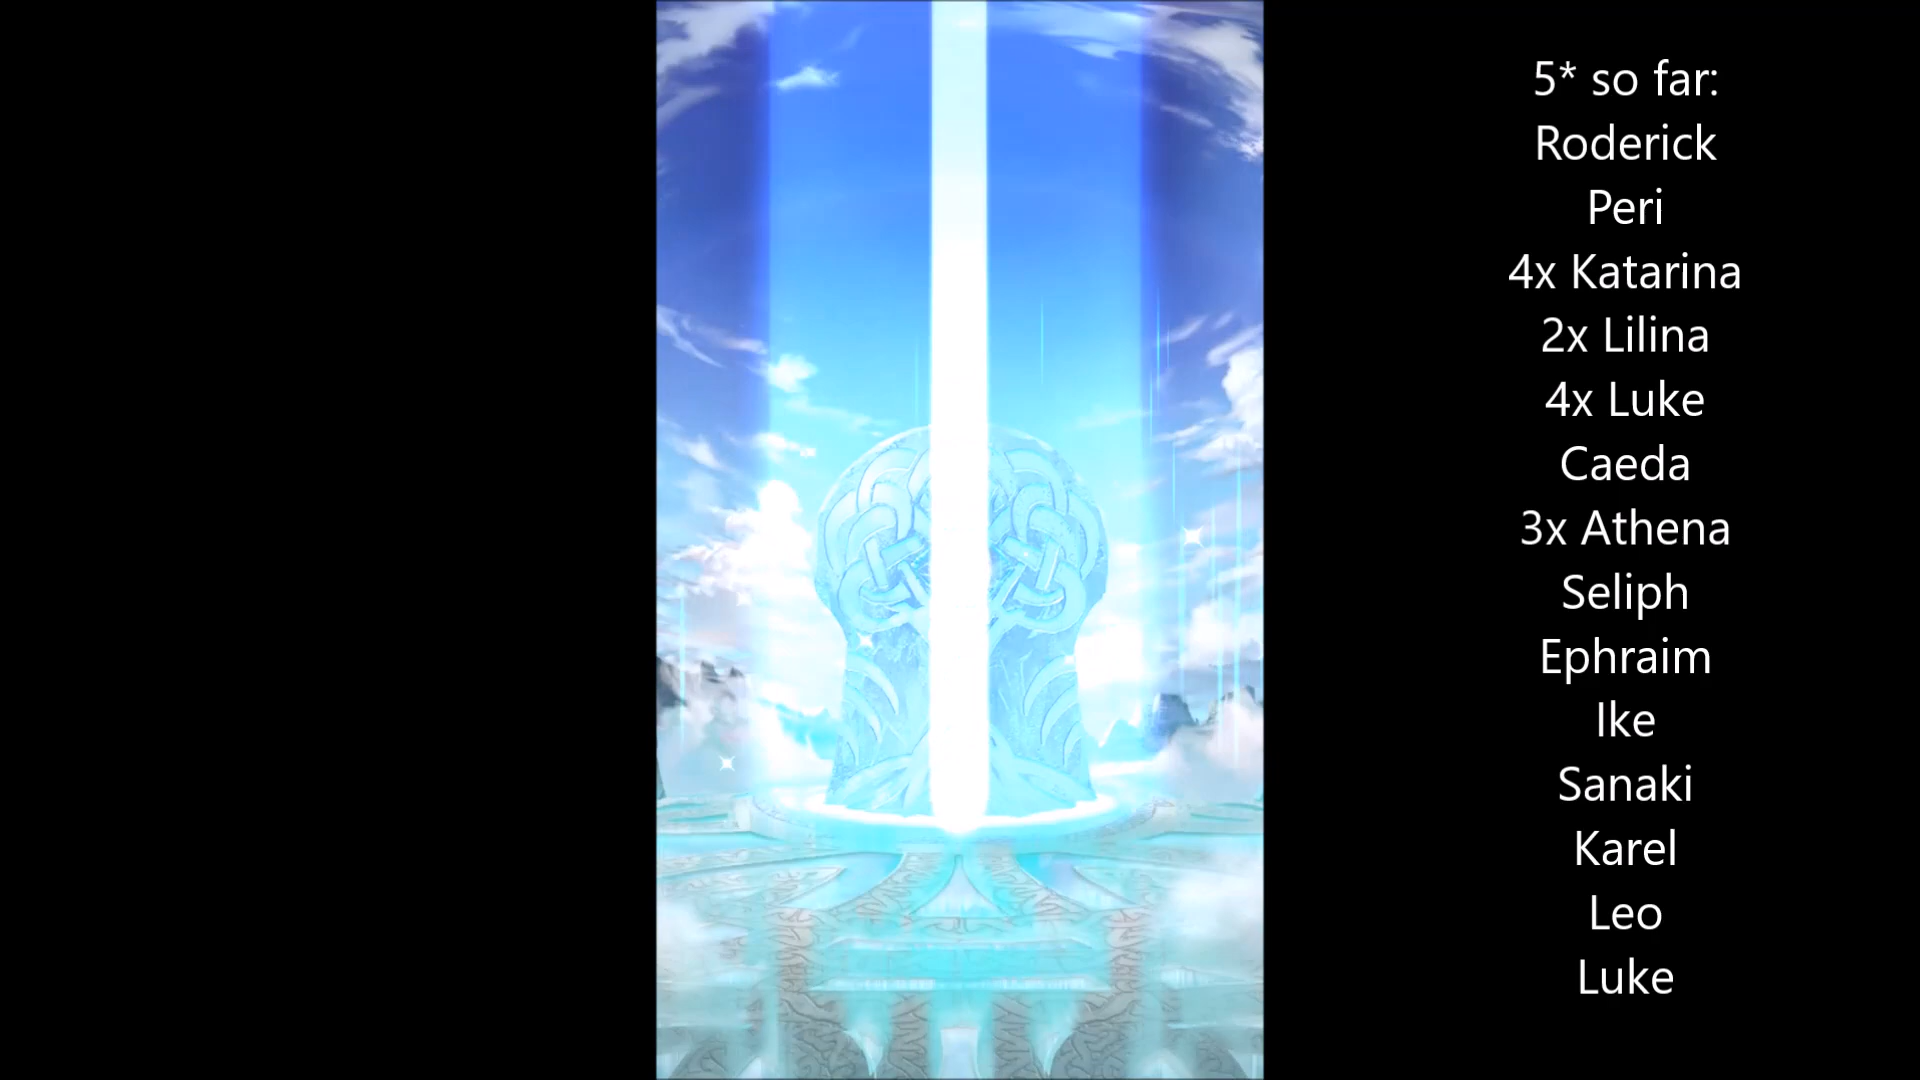 5* so far:
Roderick
Peri
4x Katarina
2x Lilina
4x Luke
Caeda
3x Athena
Seliph
Ephraim
Ike
Sanaki
Karel
Leo
Luke